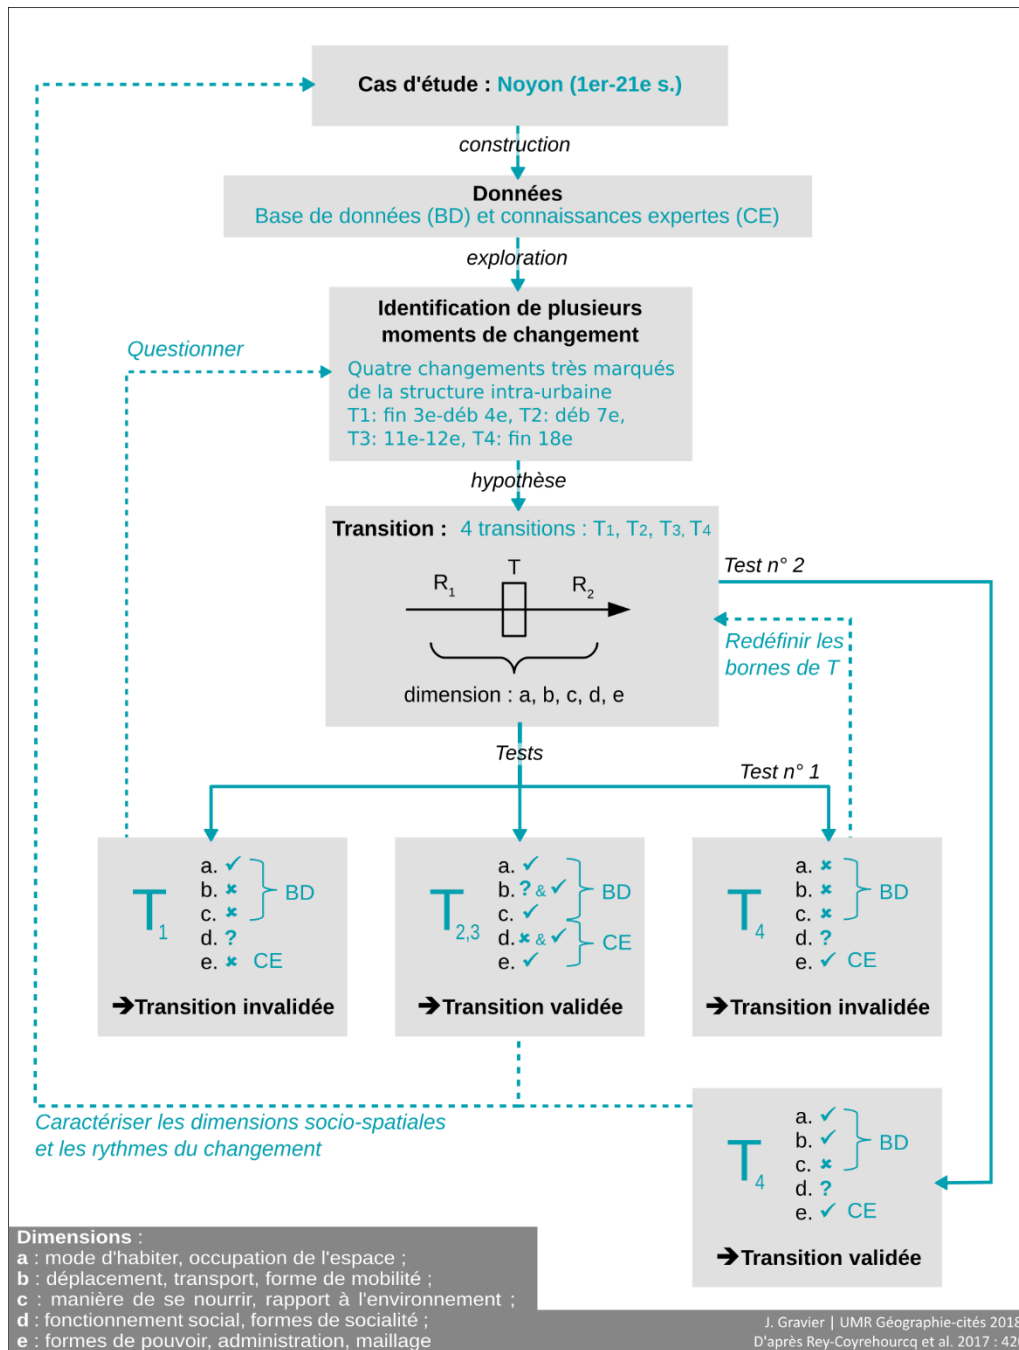 Cas d'étude : Noyon (1er-21e s.)
construction
Données
Base de données (BD) et connaissances expertes (CE)
exploration
Identification de plusieurs
moments de changement
Quatre changements très marqués
de la structure intra-urbaine
T1: fin 3e-déb 4e, T2: déb 7e,
T3: 11e-12e, T4: fin 18e
Questionner
hypothèse
Transition : 4 transitions : T1, T2, T3, T4
R1 T R2
dimension : a, b, c, d, e
Test n° 2
Redéfinir les
bornes de T
Tests
Test n° 1
T1
a. ✓
b. ✗
c. ✗
BD
d. ?
e. ✗ CE
➔Transition invalidée
T2,3
a. ✓
b. ? & ✓
c. ✓
BD
d. ✗ & ✓
e. ✓
CE
➔Transition validée
T4
a. ✗
b. ✗
c. ✗
BD
d. ?
e. ✓ CE
➔Transition invalidée
Caractériser les dimensions socio-spatiales
et les rythmes du changement
T4
a. ✓
b. ✓
c. ✗
BD
d. ?
e. ✓ CE
➔Transition validée
Dimensions :
a : mode d'habiter, occupation de l'espace ;
b : déplacement, transport, forme de mobilité ;
c : manière de se nourrir, rapport à l'environnement ;
d : fonctionnement social, formes de socialité ;
e : formes de pouvoir, administration, maillage
J. Gravier | UMR Géographie-cités 2018
D'après Rey-Coyrehourcq et al. 2017 : 420